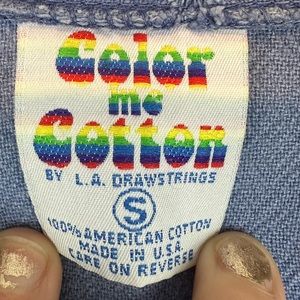 Color
me
Cotton
BY L.A. DRAWSTRINGS
S
100% AMERICAN COTTON
MADE IN U.S.A.
CARE ON REVERSE